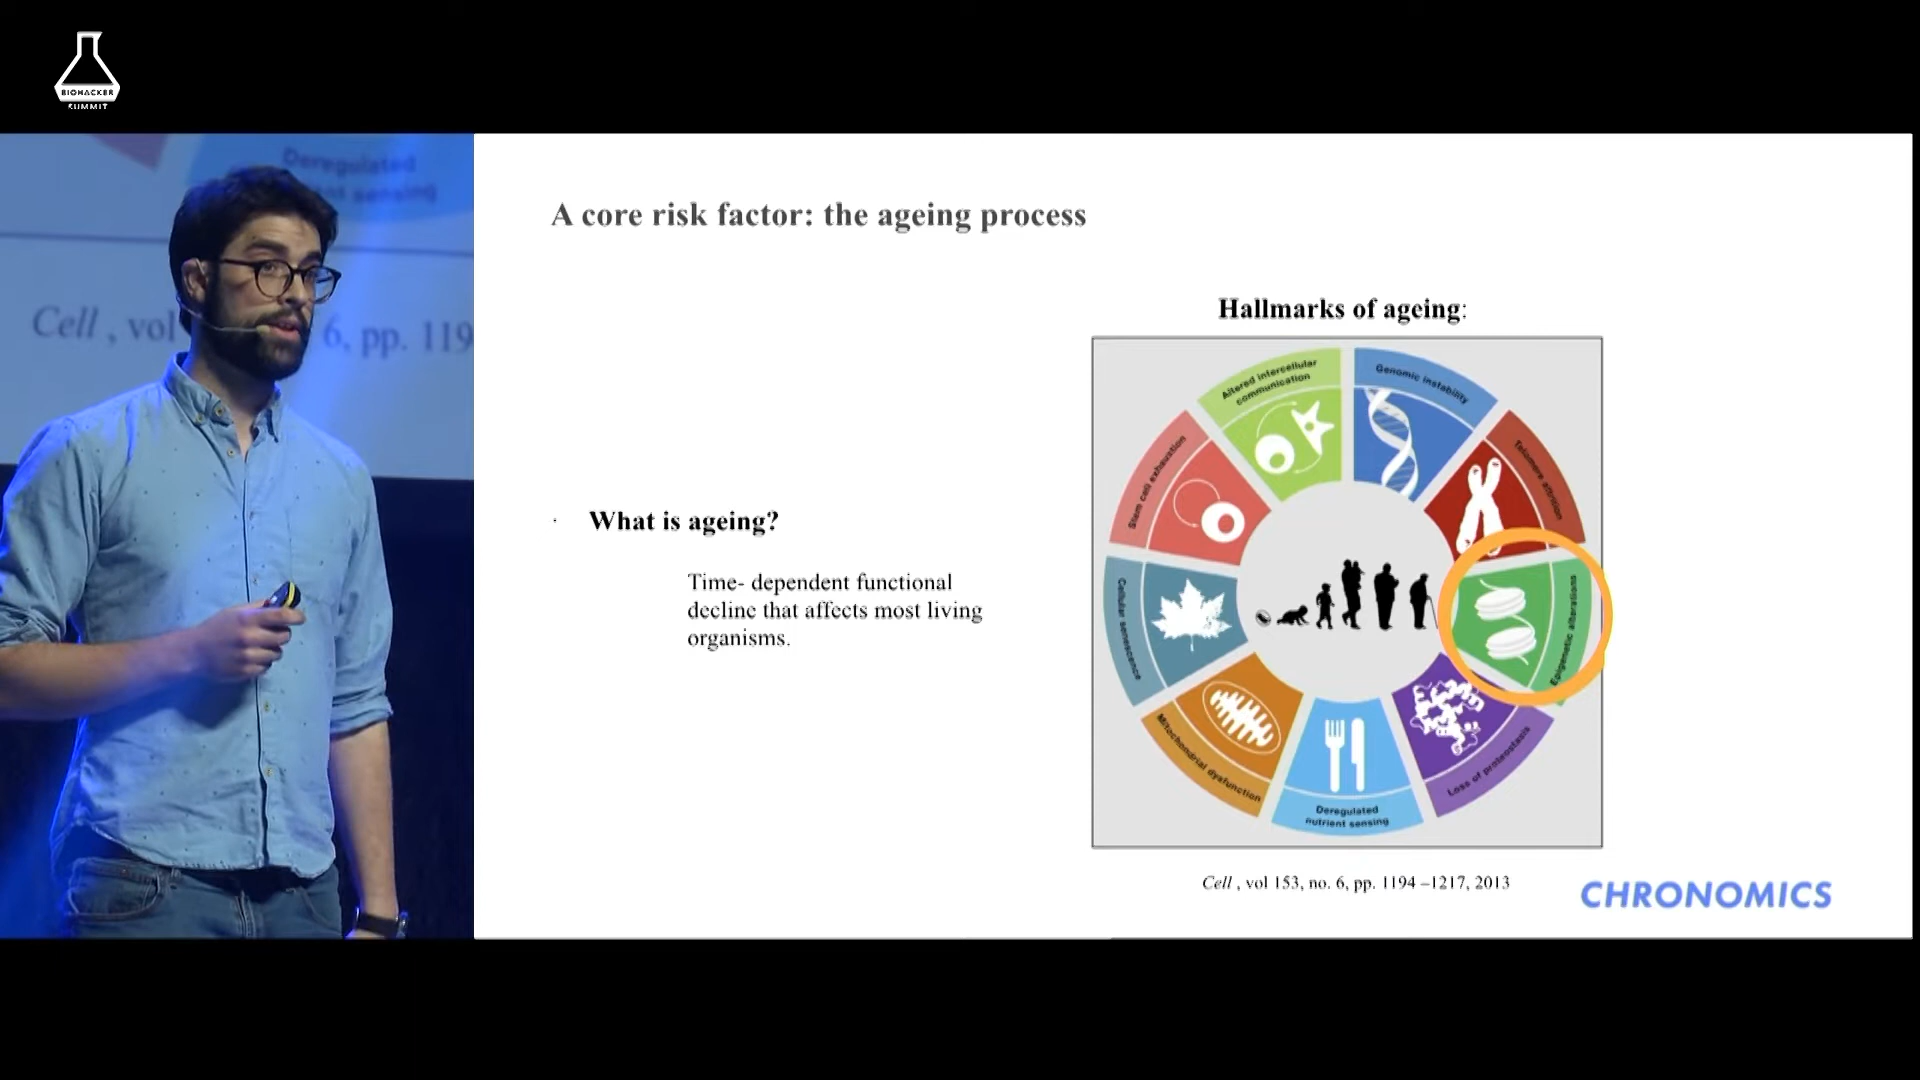 BIOHACKER
SUMMIT
Deregulated
nt sensing
Cell , vol 6, pp. 119
A core risk factor: the ageing process
Hallmarks of ageing:
Altered intercellular
communication
Genomic instability
Stem cell exhaustion
Telomere attrition
· What is ageing?
Time- dependent functional
decline that affects most living
organisms.
Cellular senescence
Epigenetic alterations
Mitochondrial dysfunction
Loss of proteostasis
Deregulated
nutrient sensing
Cell , vol 153, no. 6, pp. 1194 –1217, 2013
CHRONOMICS